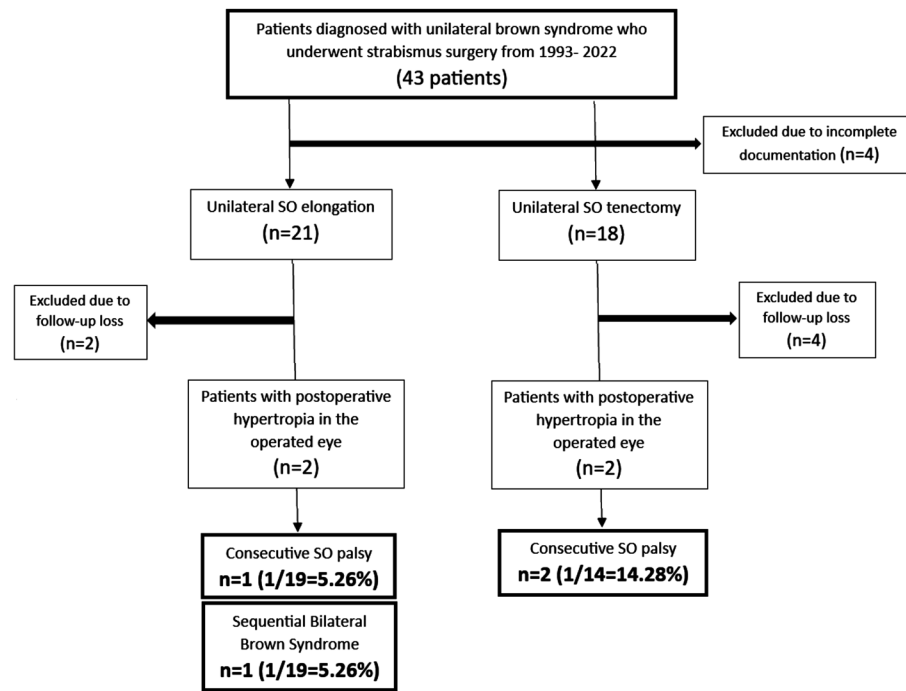 Patients diagnosed with unilateral brown syndrome who
underwent strabismus surgery from 1993- 2022
(43 patients)
Excluded due to incomplete
documentation (n=4)
Unilateral SO elongation
(n=21)
Unilateral SO tenectomy
(n=18)
Excluded due to
follow-up loss
(n=2)
Excluded due to
follow-up loss
(n=4)
Patients with postoperative
hypertropia in the
operated eye
(n=2)
Patients with postoperative
hypertropia in the
operated eye
(n=2)
Consecutive SO palsy
n=1 (1/19=5.26%)
Consecutive SO palsy
n=2 (1/14=14.28%)
Sequential Bilateral
Brown Syndrome
n=1 (1/19=5.26%)